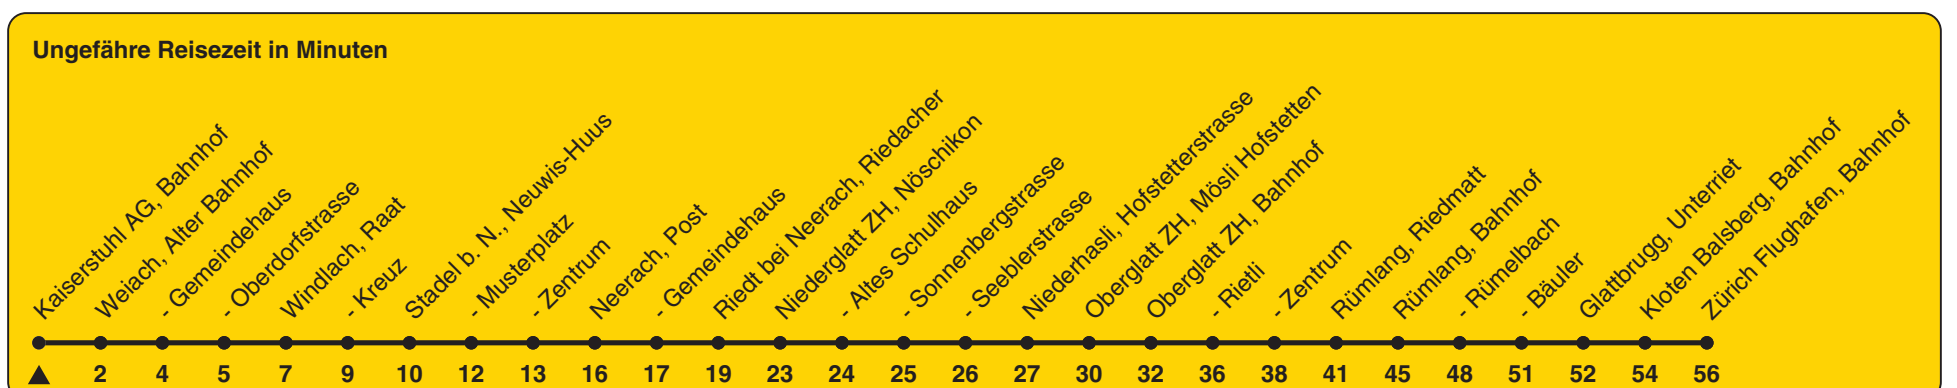 Ungefähre Reisezeit in Minuten
Kaiserstuhl AG, Bahnhof
Weiach, Alter Bahnhof
- Gemeindehaus
- Oberdorfstrasse
Windlach, Raat
- Kreuz
Stadel b. N., Neuwis-Huus
- Musterplatz
- Zentrum
Neerach, Post
- Gemeindehaus
Riedt bei Neerach, Riedacher
Niederglatt ZH, Nöschikon
- Altes Schulhaus
- Sonnenbergstrasse
- Seeblerstrasse
Niederhasli, Hofstetterstrasse
Oberglatt ZH, Mösli Hofstetten
Oberglatt ZH, Bahnhof
- Rietli
- Zentrum
Rümlang, Riedmatt
Rümlang, Bahnhof
- Rümelbach
- Bäuler
Glattbrugg, Unterriet
Kloten Balsberg, Bahnhof
Zürich Flughafen, Bahnhof
2 4 5 7 9 10 12 13 16 17 19 23 24 25 26 27 30 32 36 38 41 45 48 51 52 54 56